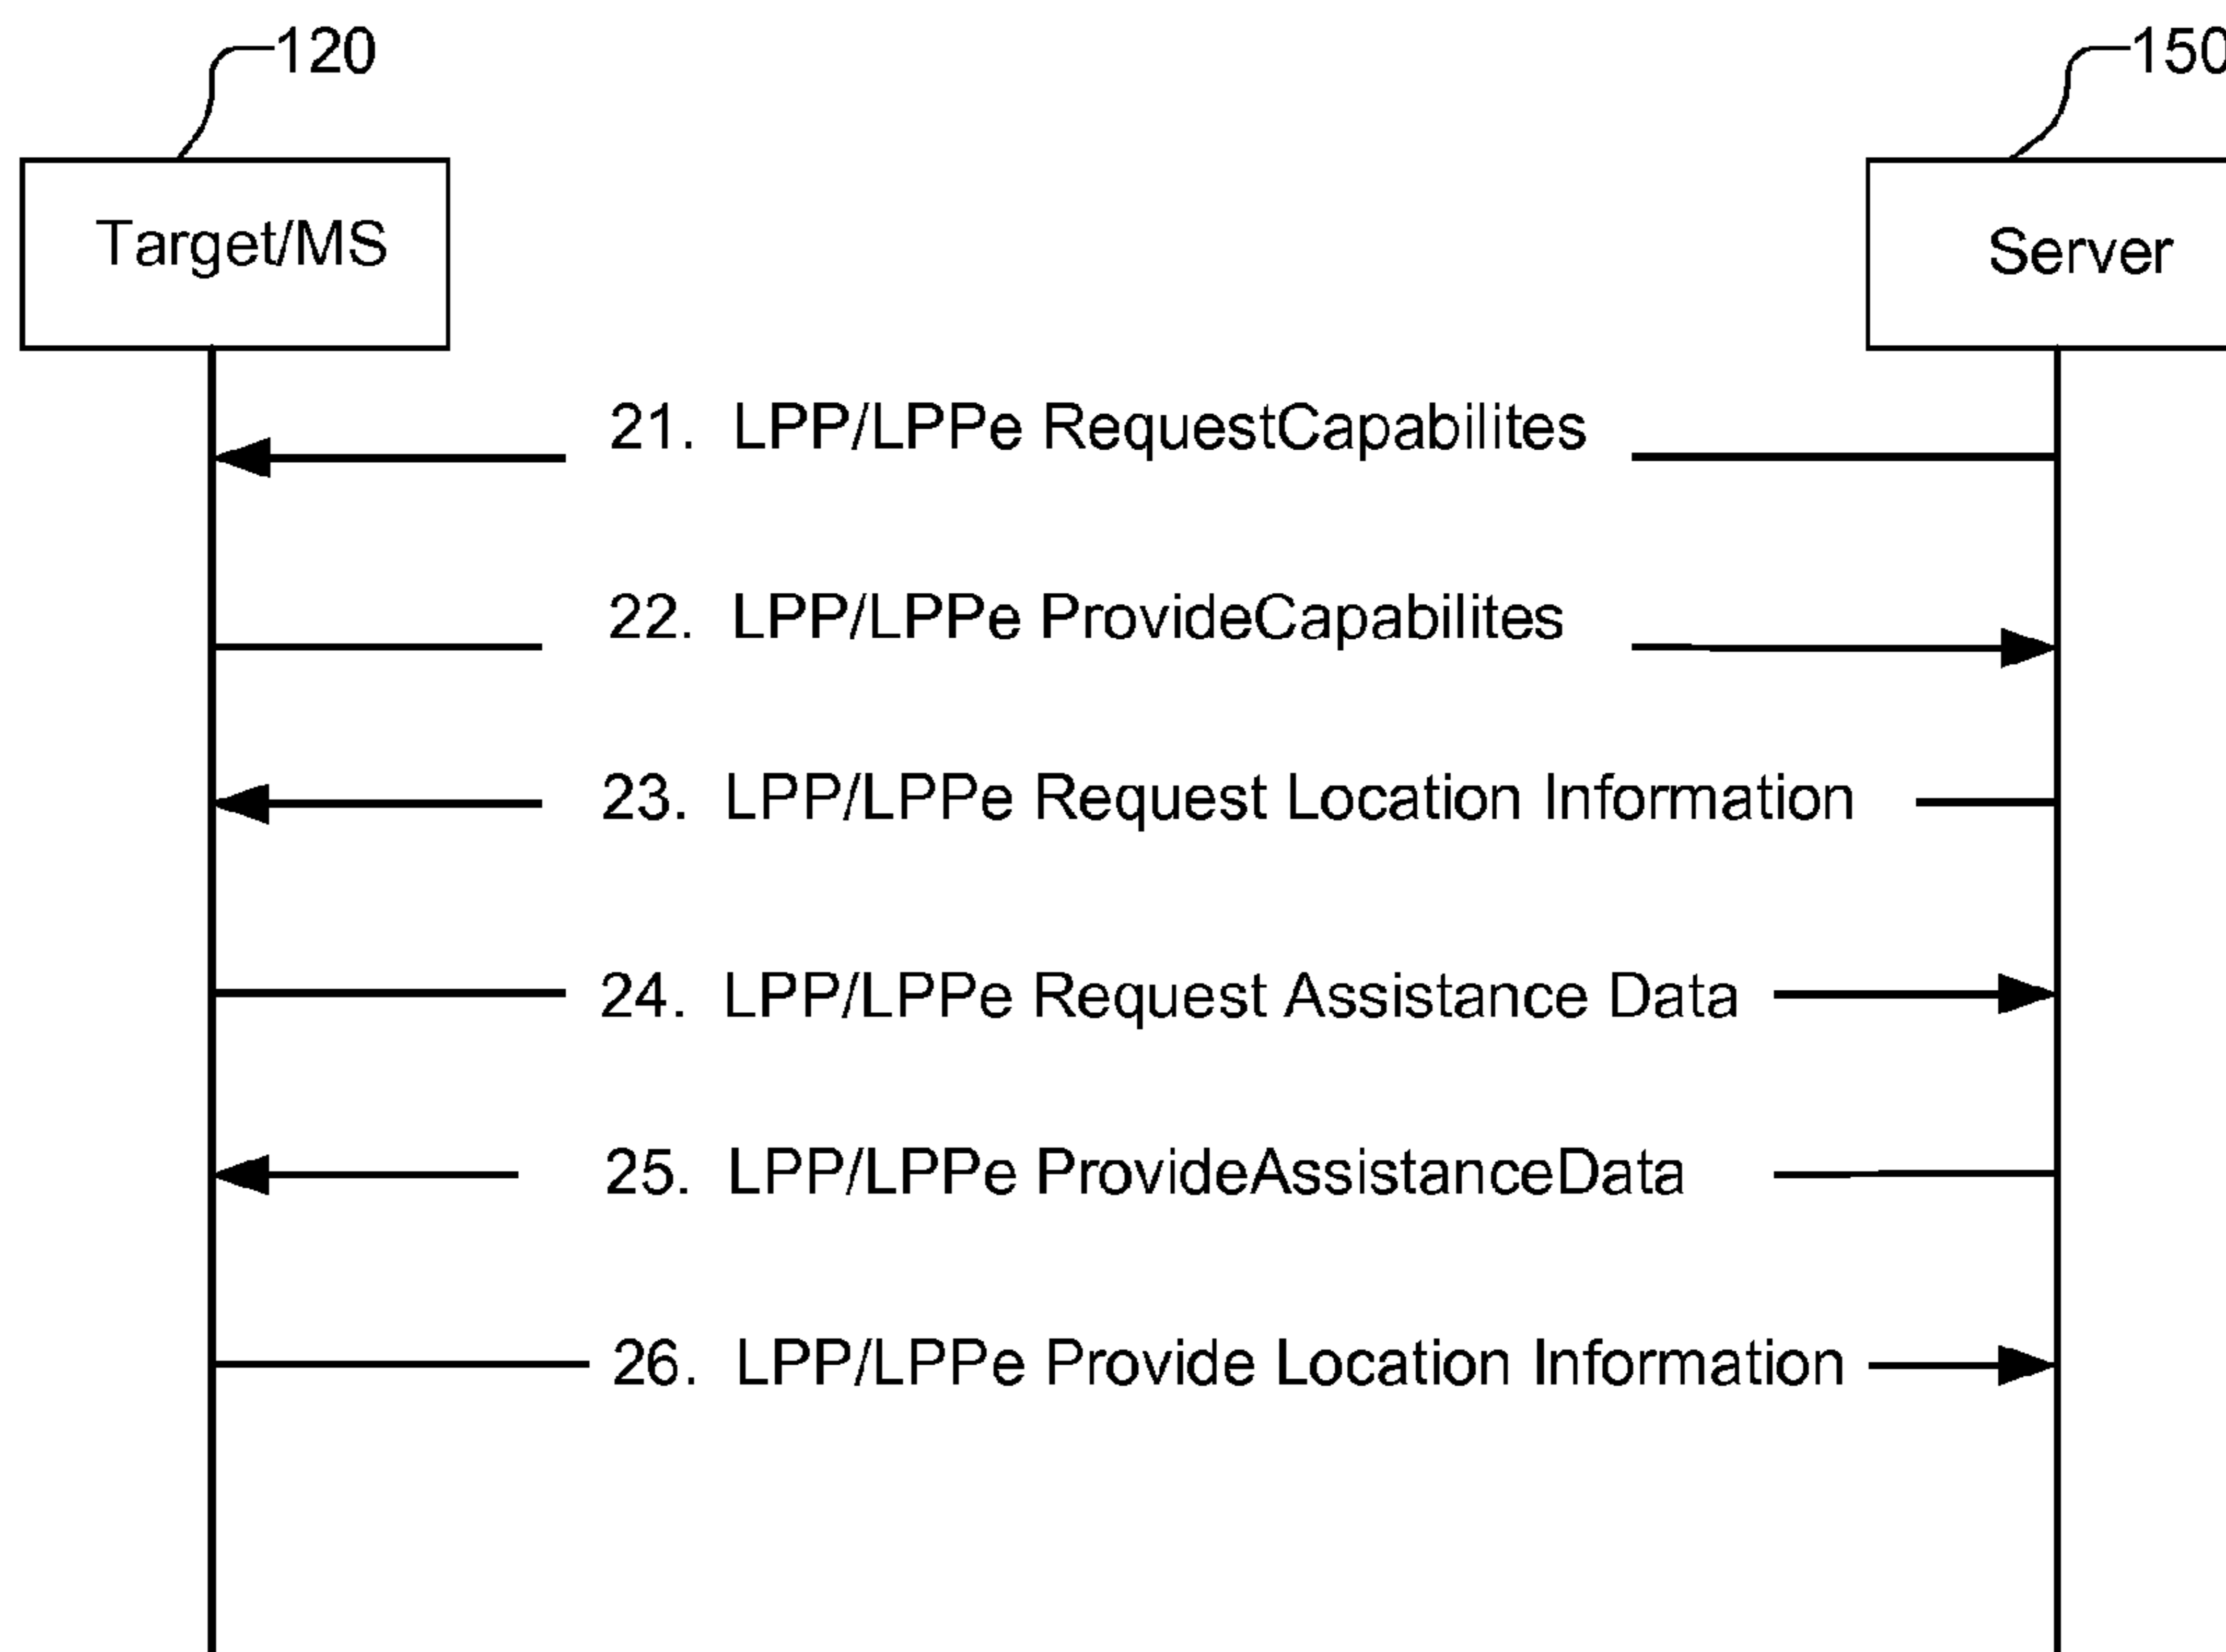 120
150
Target/MS
Server
21. LPP/LPPe RequestCapabilites
22. LPP/LPPe ProvideCapabilites
23. LPP/LPPe Request Location Information
24. LPP/LPPe Request Assistance Data
25. LPP/LPPe ProvideAssistanceData
26. LPP/LPPe Provide Location Information